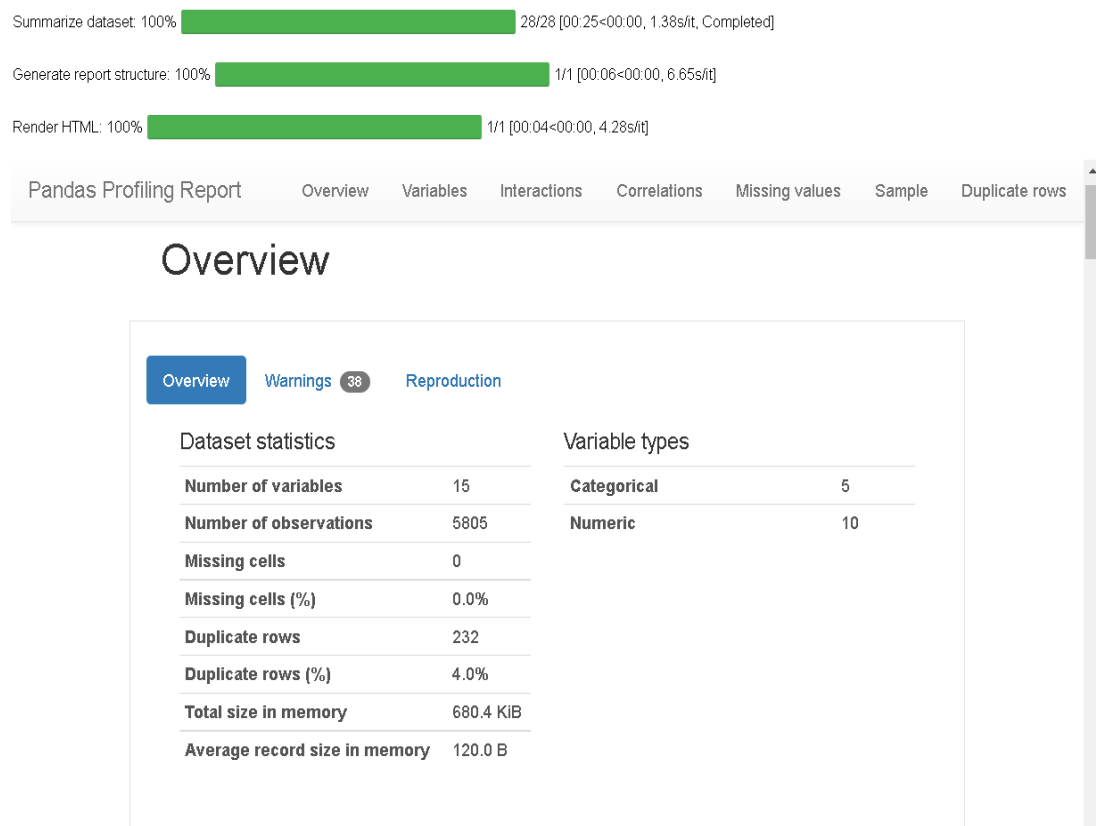 Summarize dataset: 100% 28/28 [00:25<00:00, 1.38s/it, Completed]
Generate report structure: 100% 1/1 [00:06<00:00, 6.65s/it]
Render HTML: 100% 1/1 [00:04<00:00, 4.28s/it]
Pandas Profiling Report Overview Variables Interactions Correlations Missing values Sample Duplicate rows
Overview
Overview Warnings 38 Reproduction
Dataset statistics
Number of variables 15
Number of observations 5805
Missing cells 0
Missing cells (%) 0.0%
Duplicate rows 232
Duplicate rows (%) 4.0%
Total size in memory 680.4 KiB
Average record size in memory 120.0 B
Variable types
Categorical 5
Numeric 10